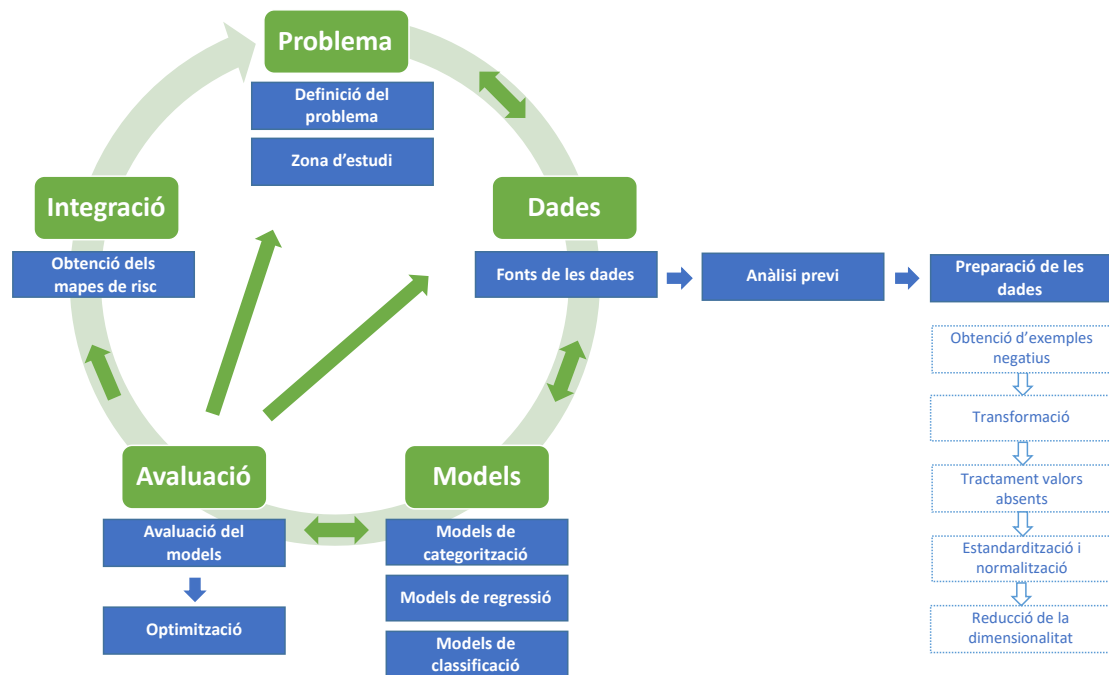 Problema
Definició del
problema
Zona d'estudi
Integració
Obtenció dels
mapes de risc
Dades
Fonts de les dades
Anàlisi previ
Preparació de les
dades
Obtenció d'exemples
negatius
Transformació
Tractament valors
absents
Estandardització i
normalització
Reducció de la
dimensionalitat
Avaluació
Avaluació del
models
Optimització
Models
Models de
categorització
Models de regressió
Models de
classificació